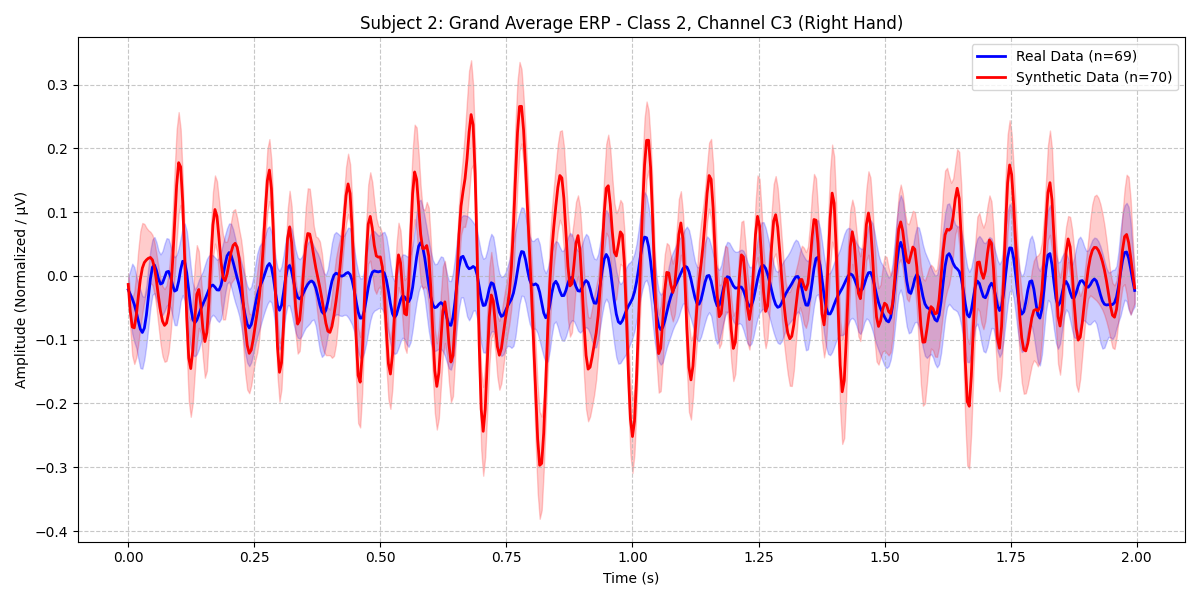 Subject 2: Grand Average ERP - Class 2, Channel C3 (Right Hand)
Real Data (n=69)
Synthetic Data (n=70)
Amplitude (Normalized / µV)
0.3
0.2
0.1
0.0
−0.1
−0.2
−0.3
−0.4
0.00 0.25 0.50 0.75 1.00 1.25 1.50 1.75 2.00
Time (s)